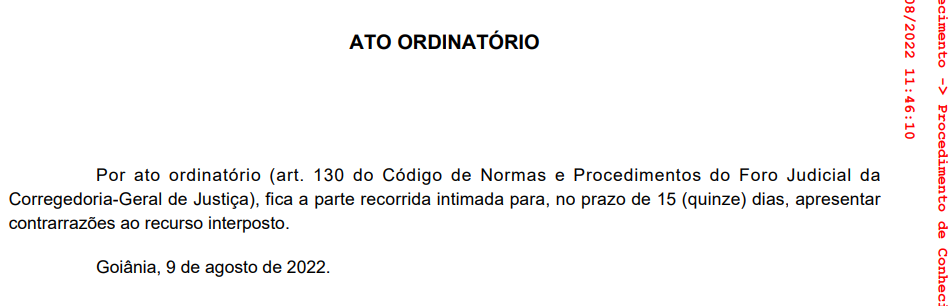 ATO ORDINATÓRIO
Por ato ordinatório (art. 130 do Código de Normas e Procedimentos do Foro Judicial da
Corregedoria-Geral de Justiça), fica a parte recorrida intimada para, no prazo de 15 (quinze) dias, apresentar
contrarrazões ao recurso interposto.
Goiânia, 9 de agosto de 2022.
08/2022 11:46:10
ecimento -> Procedimento de Conheci